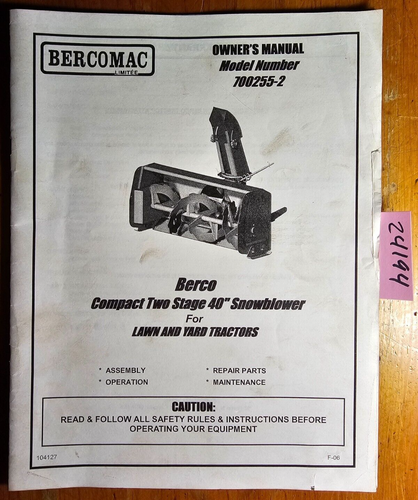 BERCOMAC
LIMITÉE
OWNER'S MANUAL
Model Number
700255-2
Berco
Compact Two Stage 40" Snowblower
For
LAWN AND YARD TRACTORS
* ASSEMBLY
* REPAIR PARTS
* OPERATION
* MAINTENANCE
CAUTION:
READ & FOLLOW ALL SAFETY RULES & INSTRUCTIONS BEFORE
OPERATING YOUR EQUIPMENT
104127
F-06
24194